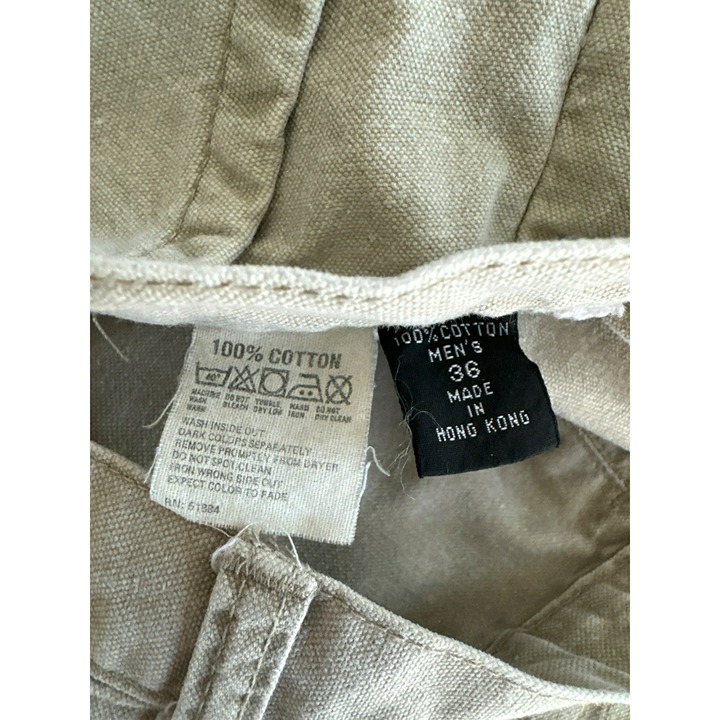 100% COTTON
40°
MACHINE WASH WARM
DO NOT BLEACH
TUMBLE DRY LOW
WARM IRON
DO NOT DRY CLEAN
WASH INSIDE OUT
DARK COLORS SEPARATELY
REMOVE PROMPTLY FROM DRYER
DO NOT SPOT CLEAN
IRON WRONG SIDE OUT
EXPECT COLOR TO FADE
RN: 51884
100% COTTON
MEN'S
36
MADE
IN
HONG KONG